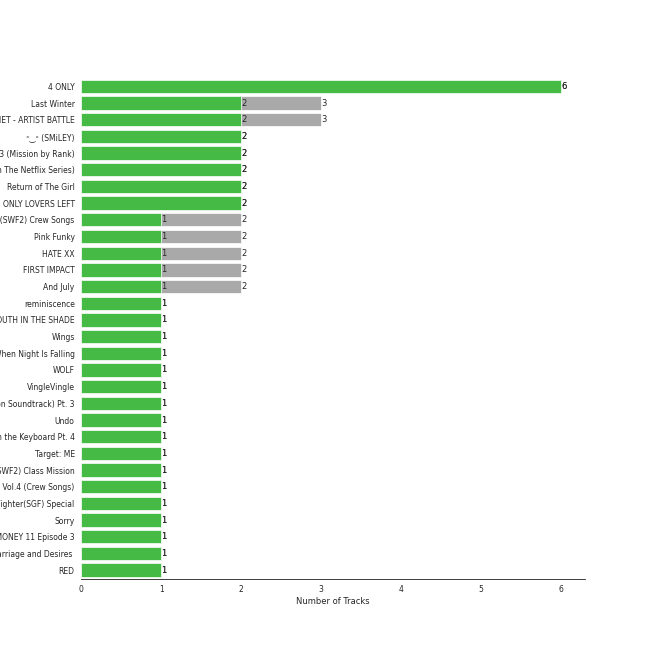 4 ONLY 6
Last Winter 2 3
NET - ARTIST BATTLE 2 3
(SMiLEY) 2
3 (Mission by Rank) 2
The Netflix Series) 2
Return of The Girl 2
ONLY LOVERS LEFT 2
(SWF2) Crew Songs 1 2
Pink Funky 1 2
HATE XX 1 2
FIRST IMPACT 1 2
And July 1 2
reminiscence 1
OUTH IN THE SHADE 1
Wings 1
When Night Is Falling 1
WOLF 1
VingleVingle 1
Soundtrack) Pt. 3 1
Undo 1
the Keyboard Pt. 4 1
Target: ME 1
SWF2) Class Mission 1
Vol.4 (Crew Songs) 1
ighter(SGF) Special 1
Sorry 1
MONEY 11 Episode 3 1
arriage and Desires 1
RED 1
0 1 2 3 4 5 6
Number of Tracks